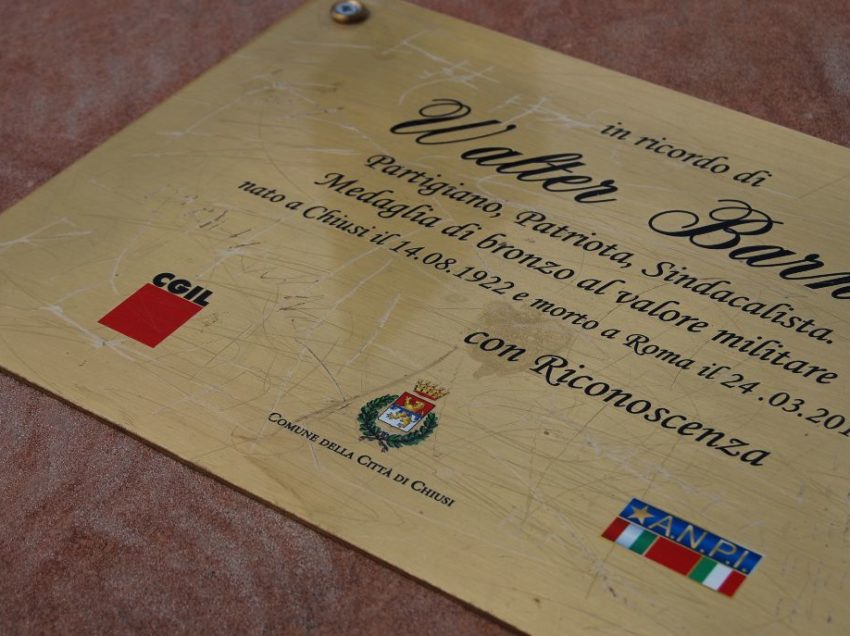 in ricordo di
Walter Barn
Partigiano, Patriota, Sindacalista.
Medaglia di bronzo al valore militare
nato a Chiusi il 14.08.1922 e morto a Roma il 24.03.201
con Riconoscenza
CGIL
COMUNE DELLA CITTÀ DI CHIUSI
A.N.P.I.